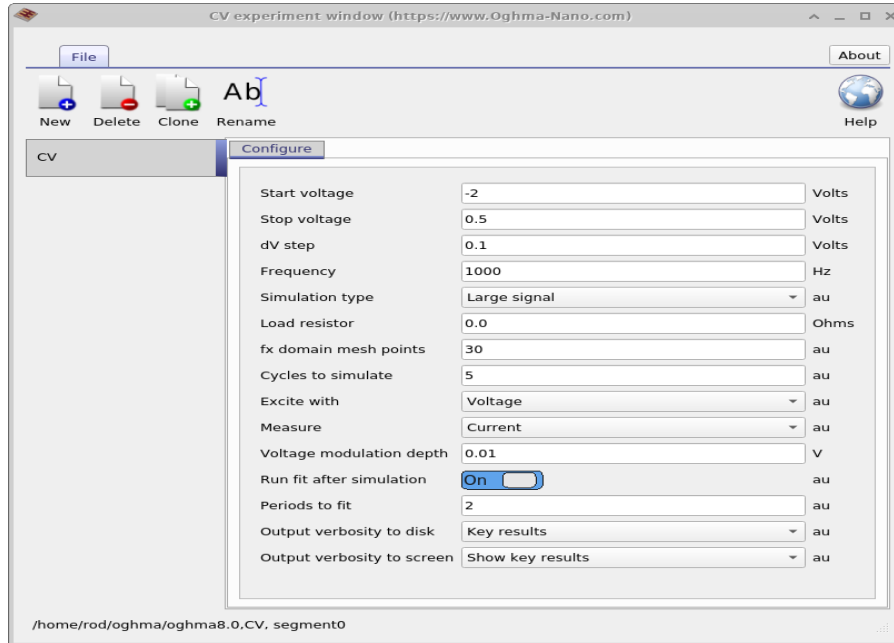 CV experiment window (https://www.Oghma-Nano.com)
File
About
Ab
New
Delete
Clone
Rename
Help
CV
Configure
Start voltage -2 Volts
Stop voltage 0.5 Volts
dV step 0.1 Volts
Frequency 1000 Hz
Simulation type Large signal au
Load resistor 0.0 Ohms
fx domain mesh points 30 au
Cycles to simulate 5 au
Excite with Voltage au
Measure Current au
Voltage modulation depth 0.01 V
Run fit after simulation On au
Periods to fit 2 au
Output verbosity to disk Key results au
Output verbosity to screen Show key results au
/home/rod/oghma/oghma8.0,CV, segment0